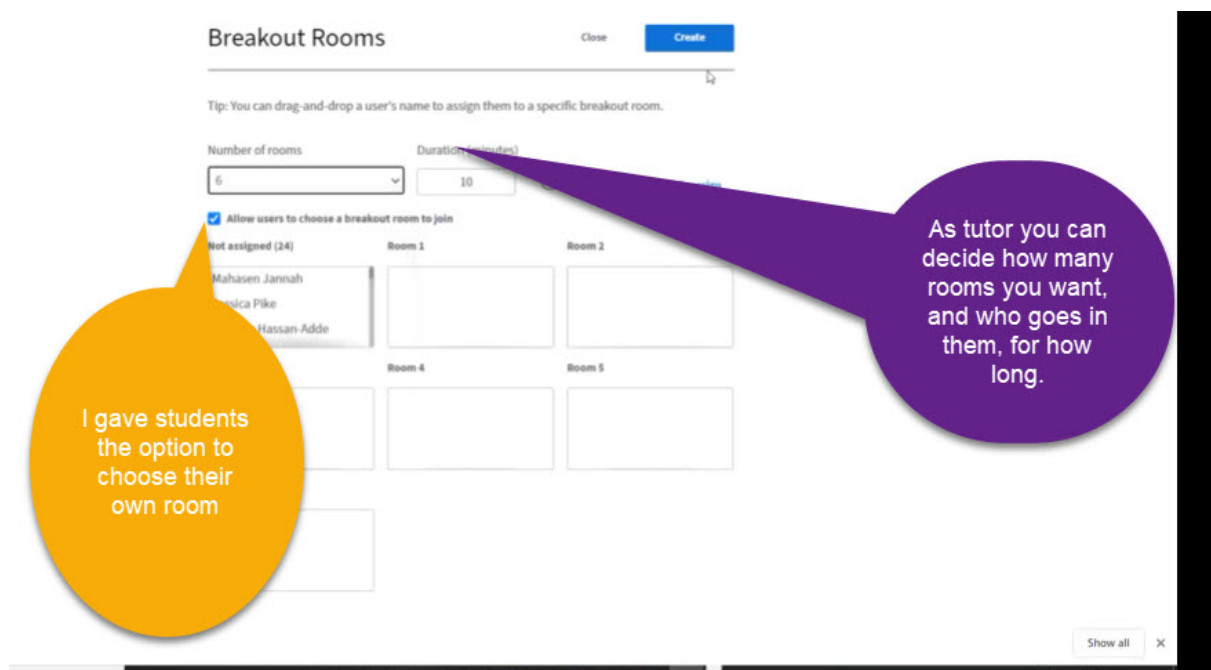 Breakout Rooms
Close
Create
Tip: You can drag-and-drop a user's name to assign them to a specific breakout room.
Number of rooms
Duration (minutes)
6
10
Allow users to choose a breakout room to join
Not assigned (24)
Room 1
Room 2
Mahasen Jannah
Pike
Hassan-Adde
Room 4
Room 5
As tutor you can
decide how many
rooms you want,
and who goes in
them, for how
long.
I gave students
the option to
choose their
own room
Show all